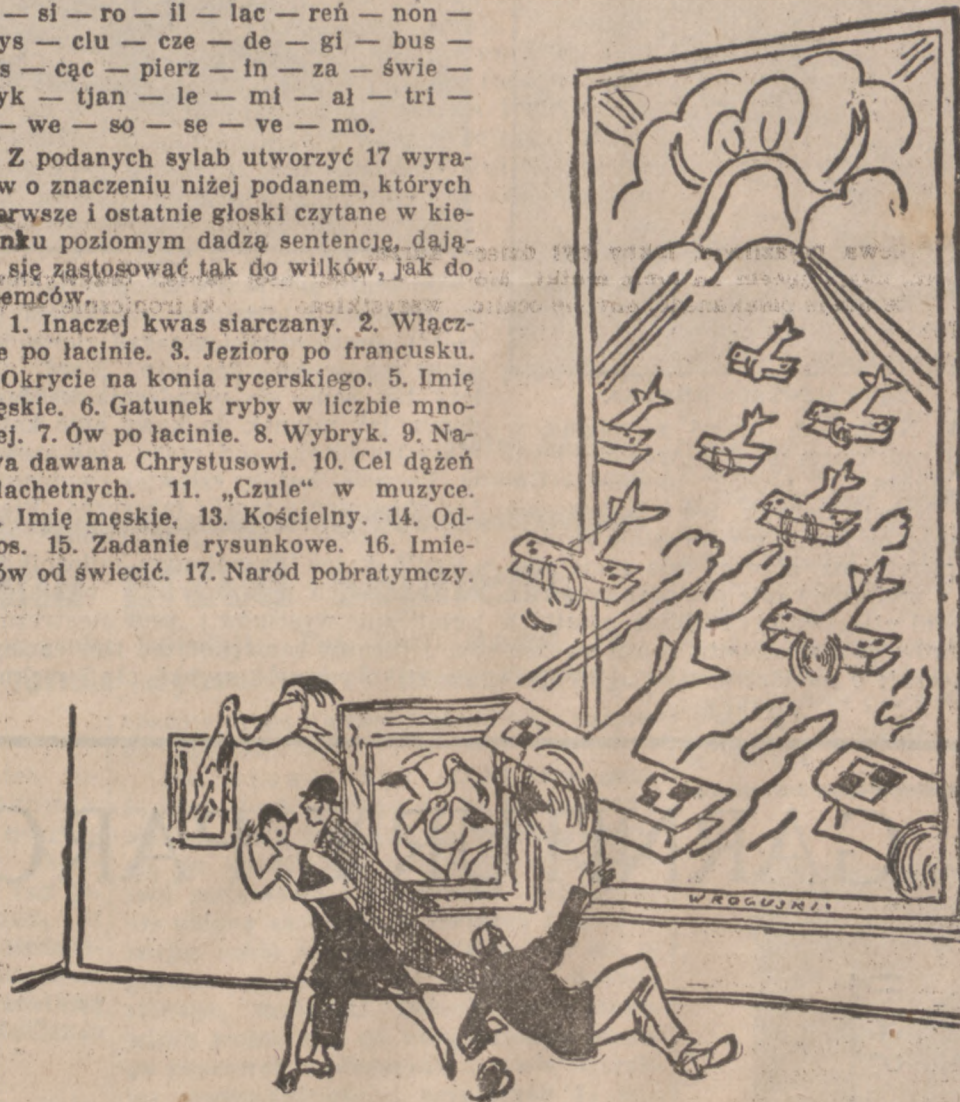 — si — ro — il — lac — reń — non —
ys — clu — cze — de — gi — bus —
s — cąc — pierz — in — za — świe —
yk — tjan — le — mi — ał — tri —
— we — so — se — ve — mo.
Z podanych sylab utworzyć 17 wyra-
w o znaczeniu niżej podanem, których
arwsze i ostatnie głoski czytane w kie-
nku poziomym dadzą sentencję, dają-
się zastosować tak do wilków, jak do
emców.
1. Inaczej kwas siarczany. 2. Włącz-
e po łacinie. 3. Jezioro po francusku.
Okrycie na konia rycerskiego. 5. Imię
ęskie. 6. Gatunek ryby w liczbie mno-
ej. 7. Ów po łacinie. 8. Wybryk. 9. Na-
wa dawana Chrystusowi. 10. Cel dążeń
lachetnych. 11. „Czule“ w muzyce.
. Imię męskie. 13. Kościelny. 14. Od-
os. 15. Zadanie rysunkowe. 16. Imie-
ów od świecić. 17. Naród pobratymczy.
W ROGUSKI